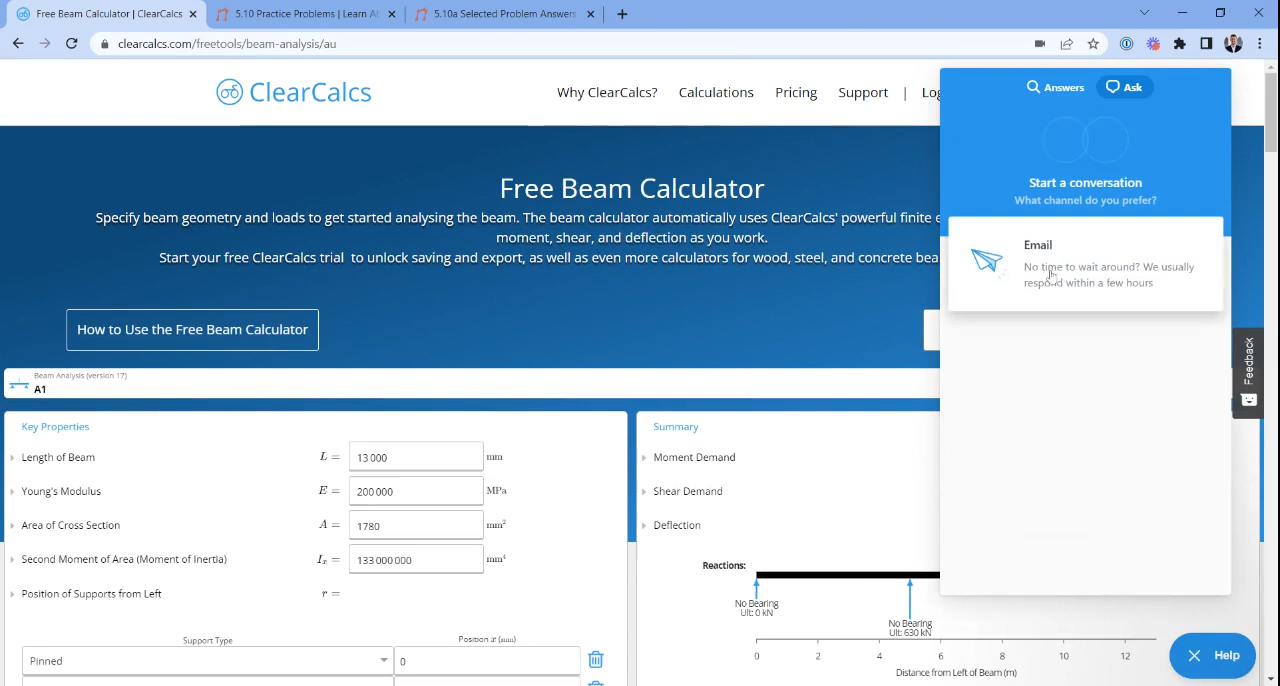 Free Beam Calculator | ClearCalcs
5.10 Practice Problems | Learn Al
5.10a Selected Problem Answers
clearcalcs.com/freetools/beam-analysis/au
ClearCalcs
Why ClearCalcs?
Calculations
Pricing
Support
|
Log
Answers
Ask
Start a conversation
What channel do you prefer?
Email
No time to wait around? We usually
respond within a few hours
Free Beam Calculator
Specify beam geometry and loads to get started analysing the beam. The beam calculator automatically uses ClearCalcs' powerful finite e
moment, shear, and deflection as you work.
Start your free ClearCalcs trial to unlock saving and export, as well as even more calculators for wood, steel, and concrete bea
How to Use the Free Beam Calculator
Feedback
Beam Analysis (version 17)
A1
Key Properties
Length of Beam L = 13 000 mm
Young's Modulus E = 200 000 MPa
Area of Cross Section A = 1780 mm²
Second Moment of Area (Moment of Inertia) Iₓ = 133 000 000 mm⁴
Position of Supports from Left r =
Support Type
Position x (mm)
Pinned
0
Summary
Moment Demand
Shear Demand
Deflection
Reactions:
No Bearing
Ult: 0 kN
No Bearing
Ult: 630 kN
0 2 4 6 8 10 12
Distance from Left of Beam (m)
Help